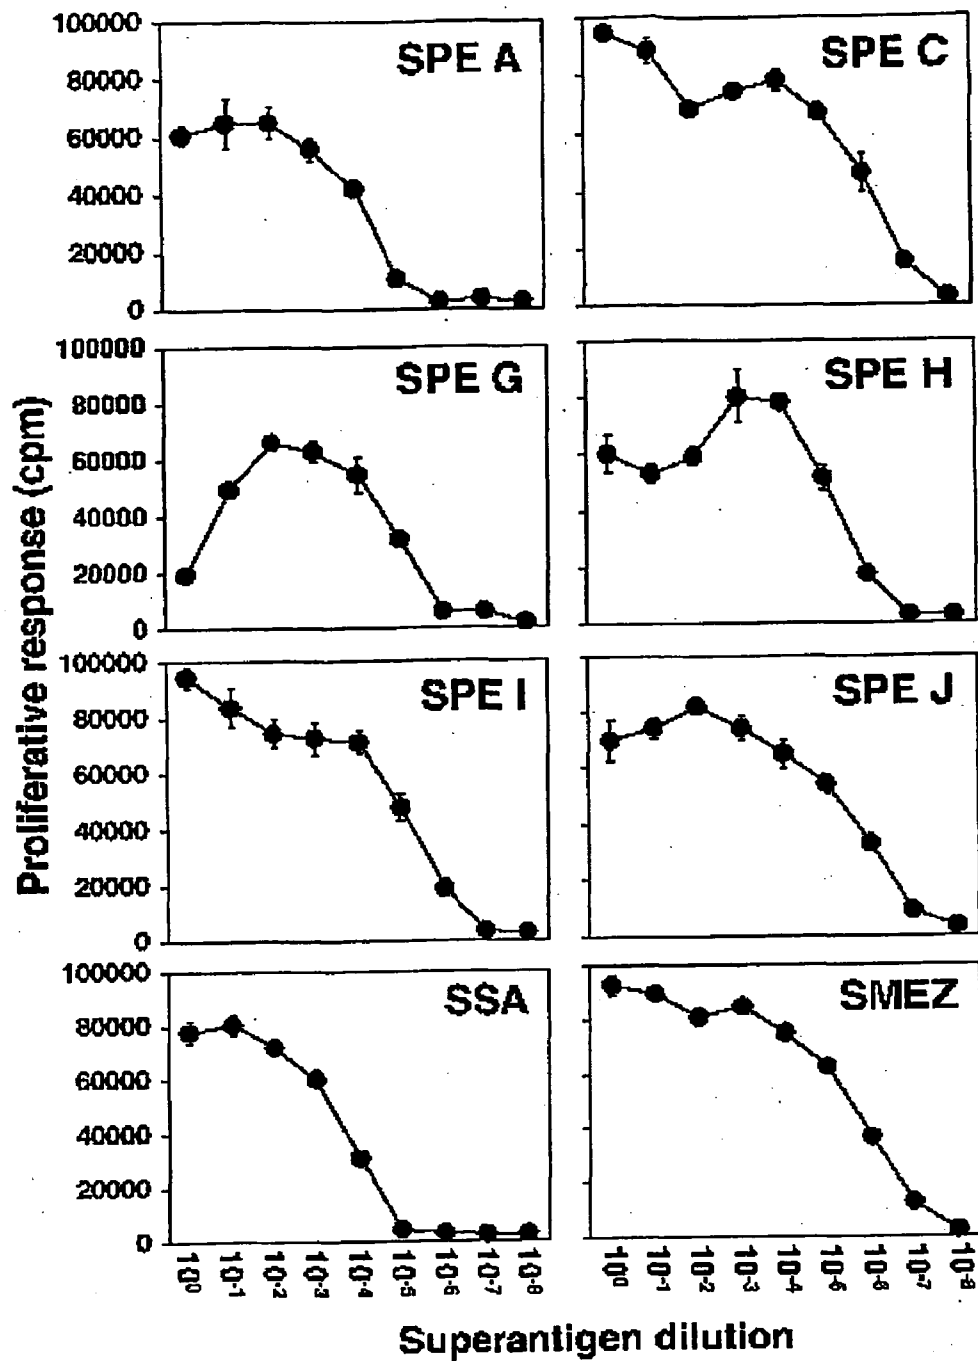 SPE A
SPE C
100000
80000
60000
40000
20000
0
SPE G
SPE H
100000
80000
60000
40000
20000
0
SPE I
SPE J
100000
80000
60000
40000
20000
0
SSA
SMEZ
100000
80000
60000
40000
20000
0
Proliferative response (cpm)
10⁰ 10⁻¹ 10⁻² 10⁻³ 10⁻⁴ 10⁻⁵ 10⁻⁶ 10⁻⁷ 10⁻⁸
10⁰ 10⁻¹ 10⁻² 10⁻³ 10⁻⁴ 10⁻⁵ 10⁻⁶ 10⁻⁷ 10⁻⁸
Superantigen dilution